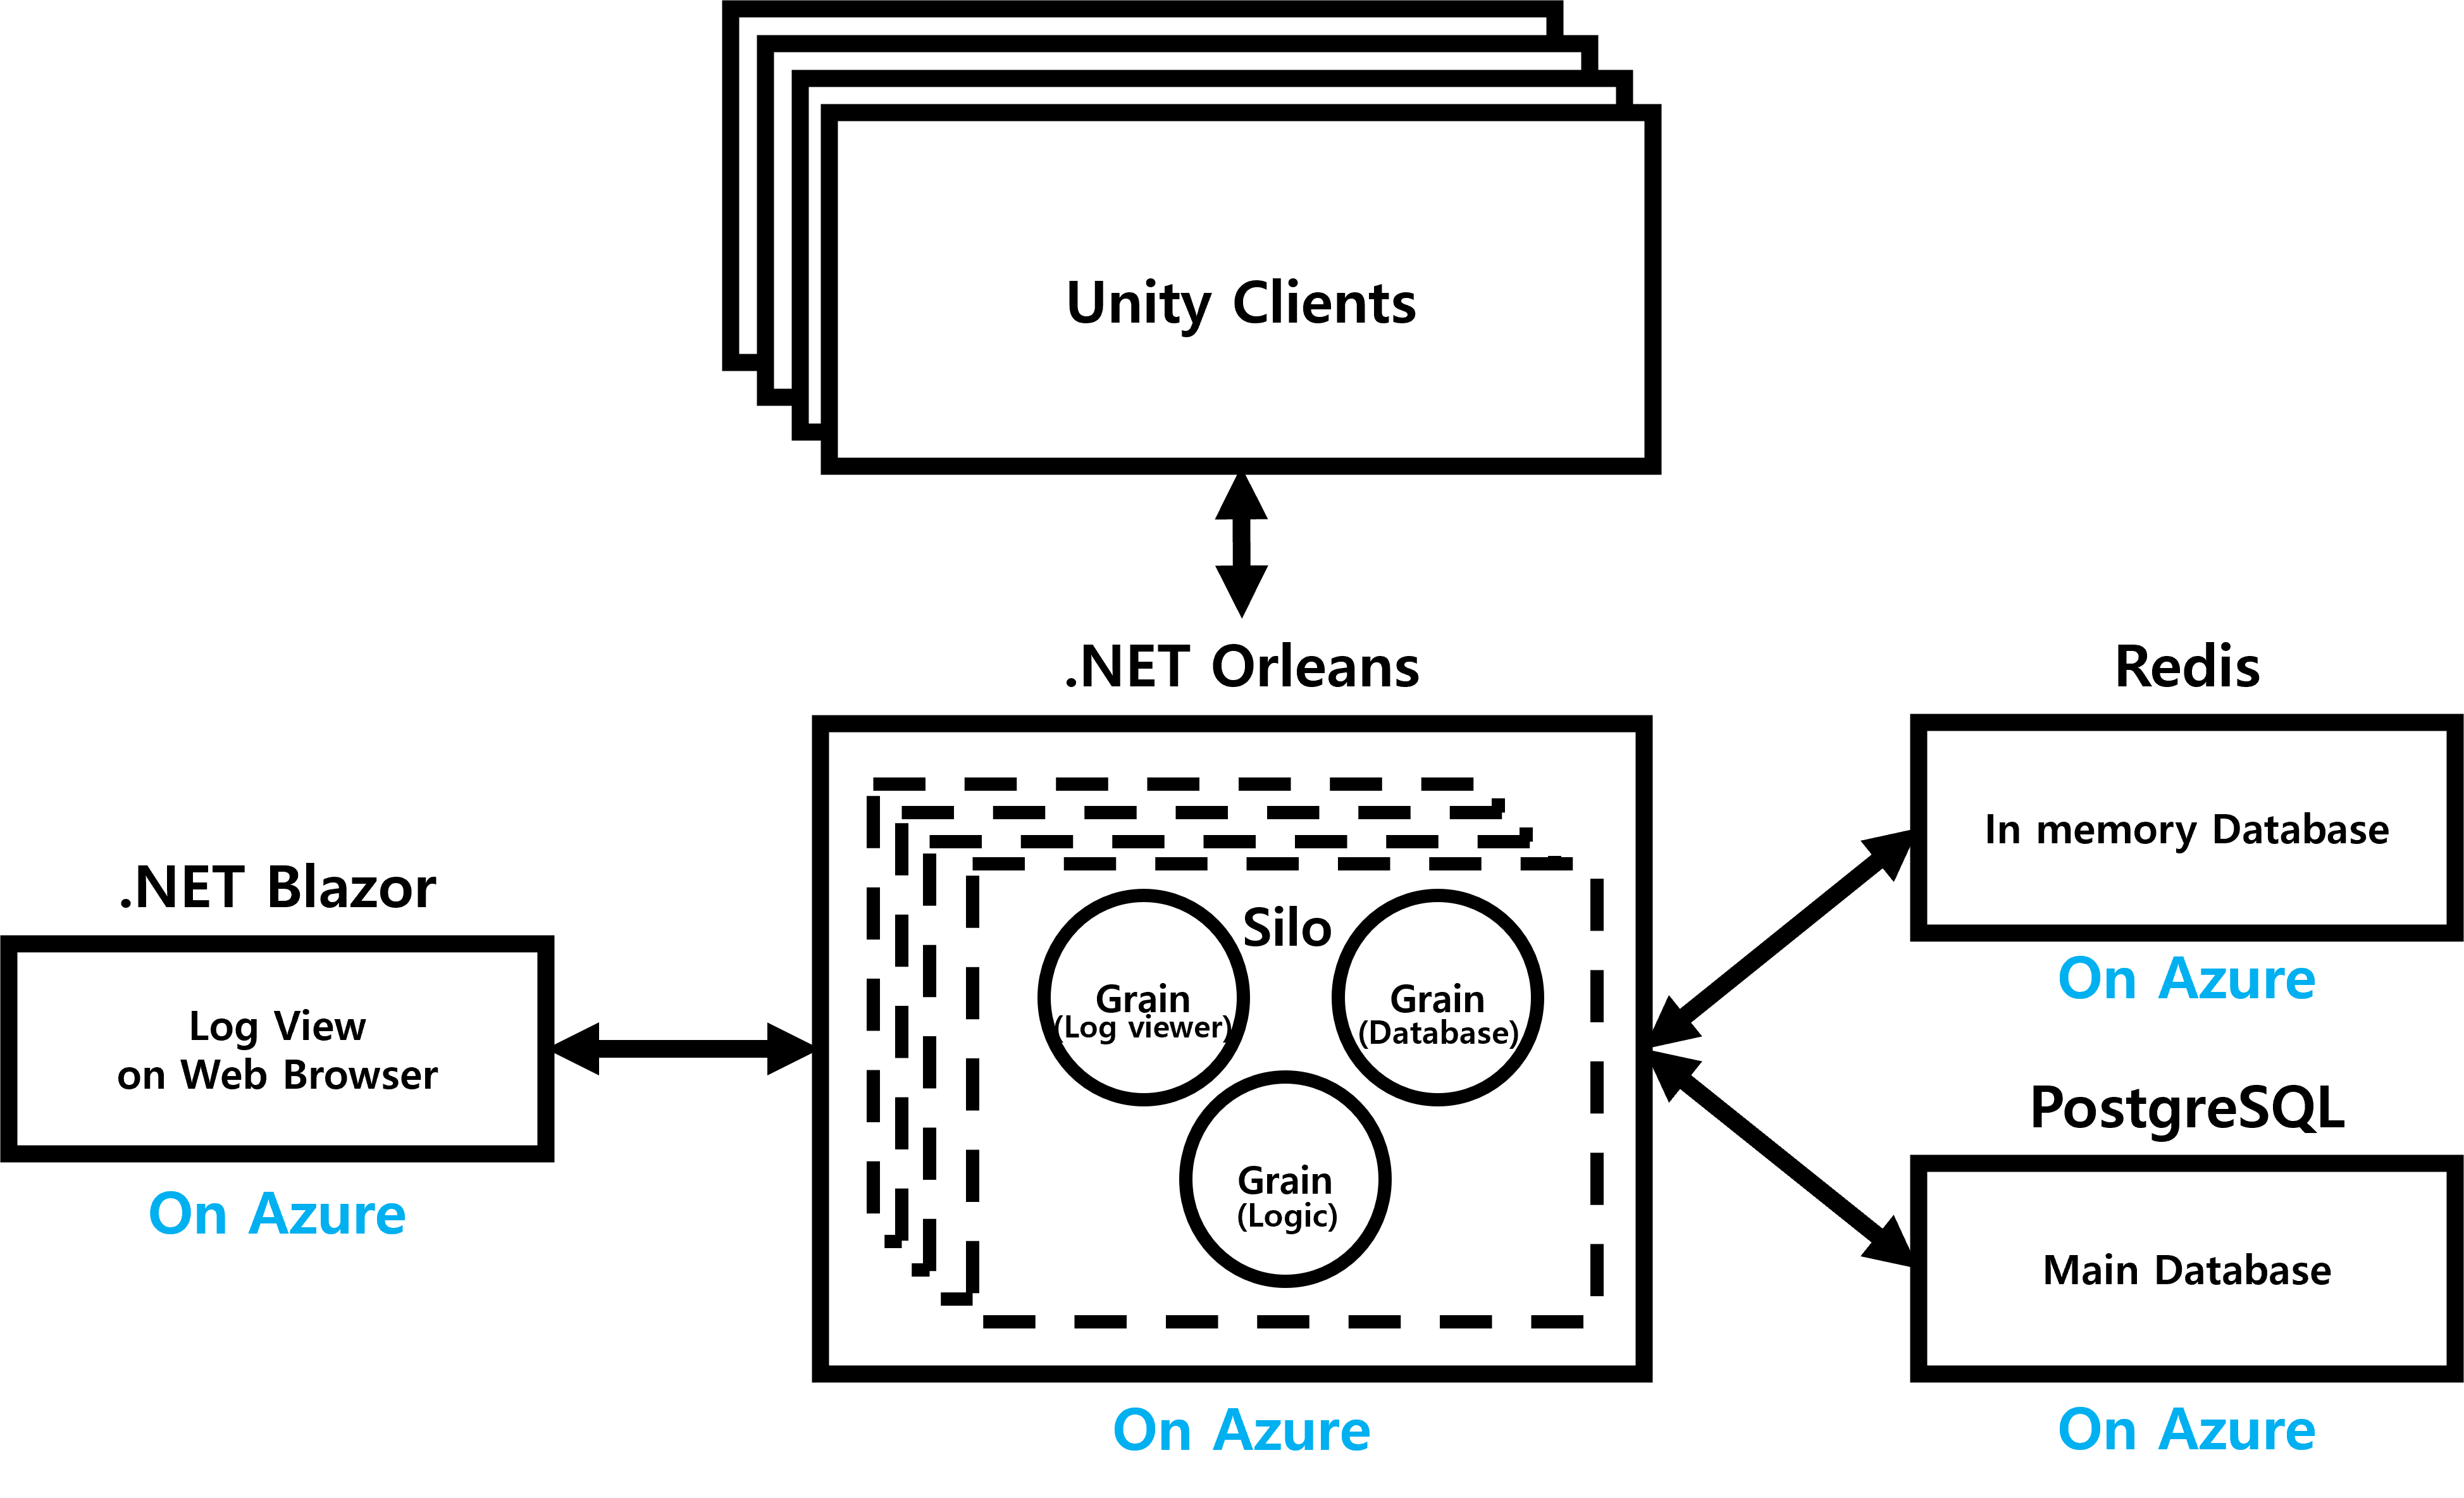 Unity Clients
.NET Orleans
Redis
In memory Database
On Azure
.NET Blazor
Log View
on Web Browser
On Azure
Silo
Grain
(Log viewer)
Grain
(Database)
Grain
(Logic)
On Azure
PostgreSQL
Main Database
On Azure